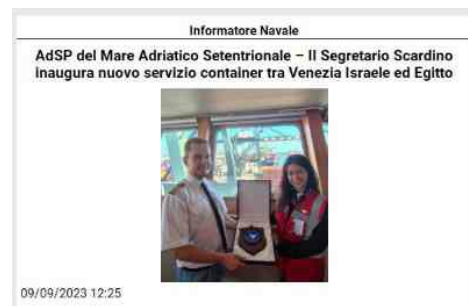 Informatore Navale
AdSP del Mare Adriatico Setentrionale – Il Segretario Scardino
inaugura nuovo servizio container tra Venezia Israele ed Egitto
09/09/2023 12:25